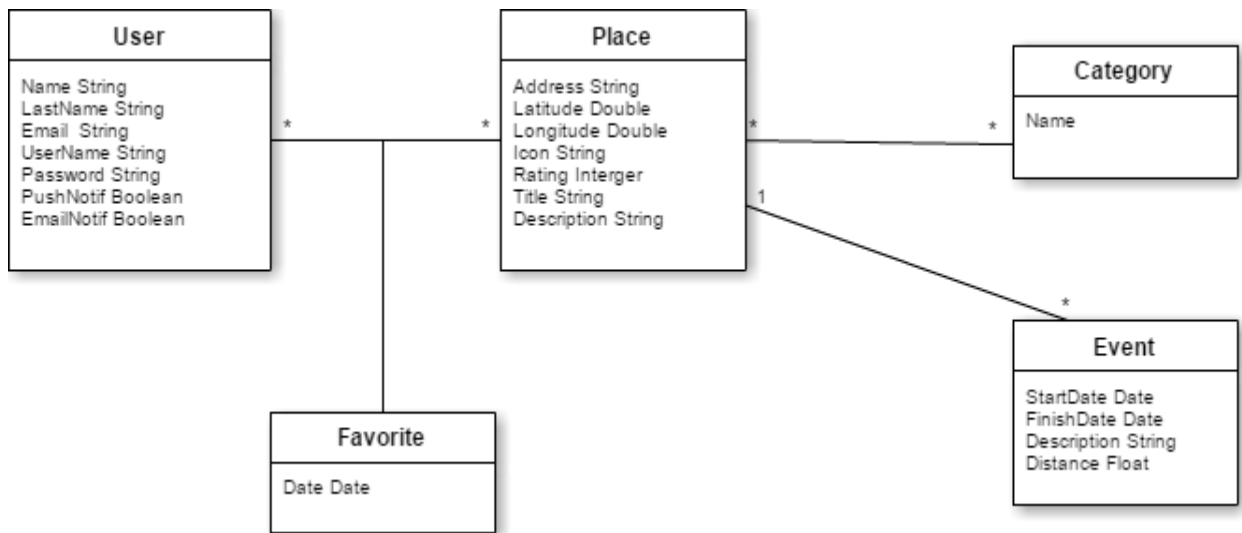 User
Name String
LastName String
Email  String
UserName String
Password String
PushNotif Boolean
EmailNotif Boolean
*
*
Place
Address String
Latitude Double
Longitude Double
Icon String
Rating Interger
Title String
Description String
*
*
1
*
Category
Name
Favorite
Date Date
Event
StartDate Date
FinishDate Date
Description String
Distance Float